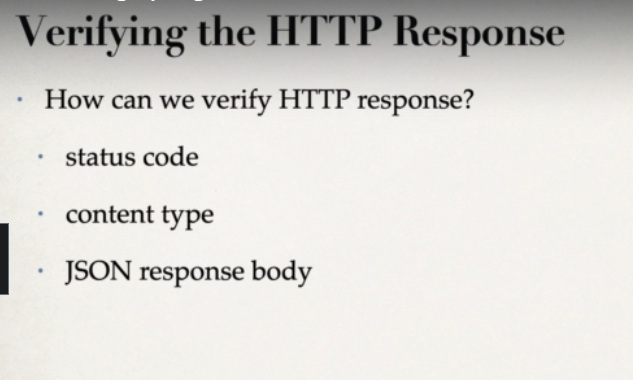 Verifying the HTTP Response
· How can we verify HTTP response?
· status code
· content type
· JSON response body